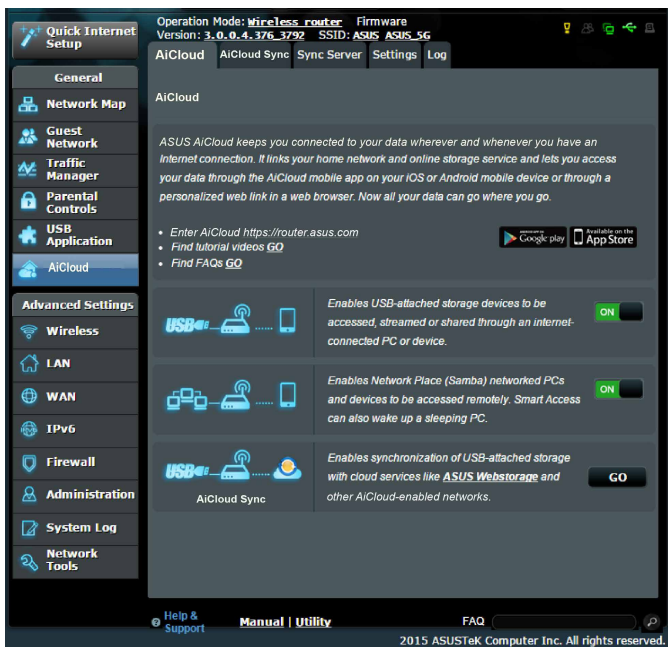 Quick Internet
Setup
Operation Mode: Wireless router Firmware
Version: 3.0.0.4.376_3792 SSID: ASUS ASUS_5G
AiCloud AiCloud Sync Sync Server Settings Log
General
Network Map
Guest
Network
Traffic
Manager
Parental
Controls
USB
Application
AiCloud
Advanced Settings
Wireless
LAN
WAN
IPv6
Firewall
Administration
System Log
Network
Tools
AiCloud
ASUS AiCloud keeps you connected to your data wherever and whenever you have an
Internet connection. It links your home network and online storage service and lets you access
your data through the AiCloud mobile app on your iOS or Android mobile device or through a
personalized web link in a web browser. Now all your data can go where you go.
• Enter AiCloud https://router.asus.com
• Find tutorial videos GO
• Find FAQs GO
Google play
Available on the
App Store
USB
Enables USB-attached storage devices to be
accessed, streamed or shared through an internet-
connected PC or device.
ON
Enables Network Place (Samba) networked PCs
and devices to be accessed remotely. Smart Access
can also wake up a sleeping PC.
ON
USB
AiCloud Sync
Enables synchronization of USB-attached storage
with cloud services like ASUS Webstorage and
other AiCloud-enabled networks.
GO
Help &
Support
Manual | Utility
FAQ
2015 ASUSTeK Computer Inc. All rights reserved.